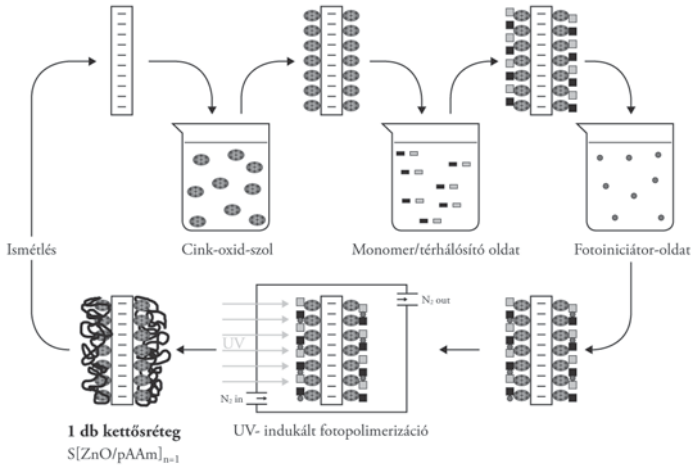 Cink-oxid-szol
Monomer/térhálósító oldat
Fotoiniciátor-oldat
Ismétlés
UV
N₂ in
N₂ out
1 db kettősréteg
S[ZnO/pAAm]ₙ₌₁
UV- indukált fotopolimerizáció